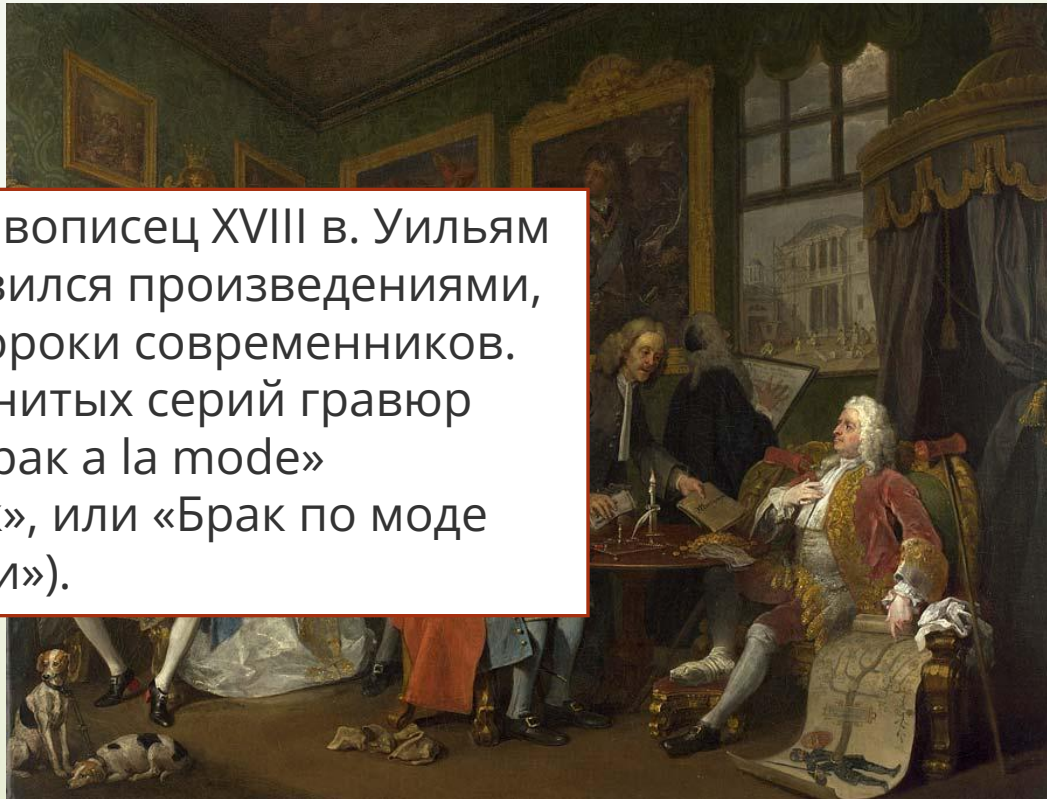 вописец XVIII в. Уильям
вился произведениями,
ороки современников.
нитых серий гравюр
рак a la mode»
», или «Брак по моде
и»).